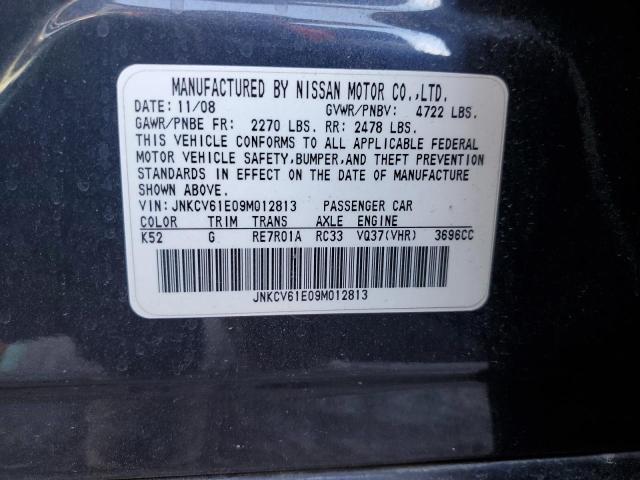 MANUFACTURED BY NISSAN MOTOR CO.,LTD.
DATE: 11/08 GVWR/PNBV: 4722 LBS.
GAWR/PNBE FR: 2270 LBS. RR: 2478 LBS.
THIS VEHICLE CONFORMS TO ALL APPLICABLE FEDERAL
MOTOR VEHICLE SAFETY,BUMPER,AND THEFT PREVENTION
STANDARDS IN EFFECT ON THE DATE OF MANUFACTURE
SHOWN ABOVE.
VIN: JNKCV61E09M012813 PASSENGER CAR
COLOR TRIM TRANS AXLE ENGINE
K52 G RE7R01A RC33 VQ37(VHR) 3696CC
JNKCV61E09M012813